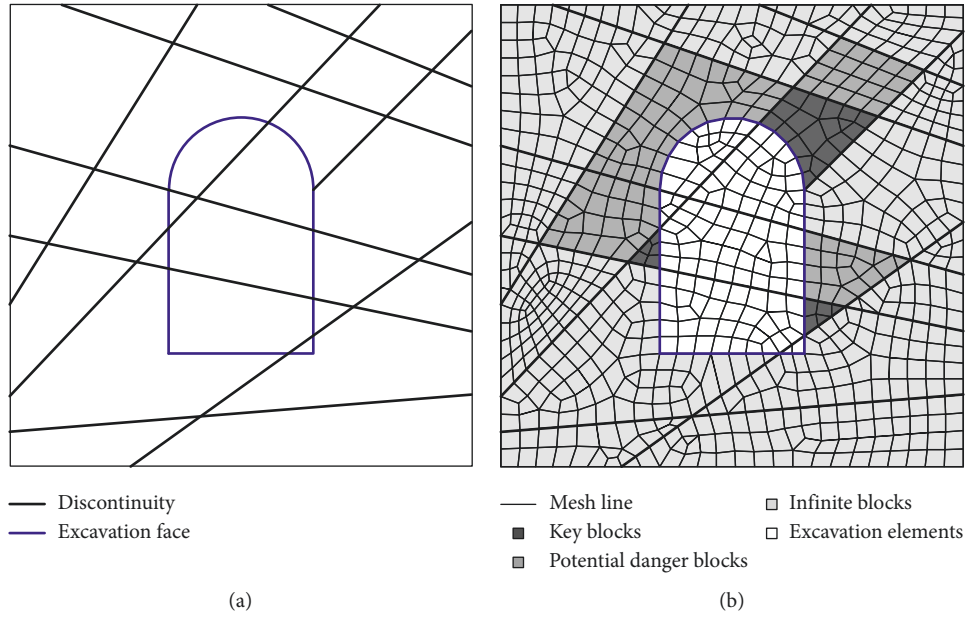 Discontinuity
Excavation face
(a)
Mesh line
Key blocks
Potential danger blocks
Infinite blocks
Excavation elements
(b)